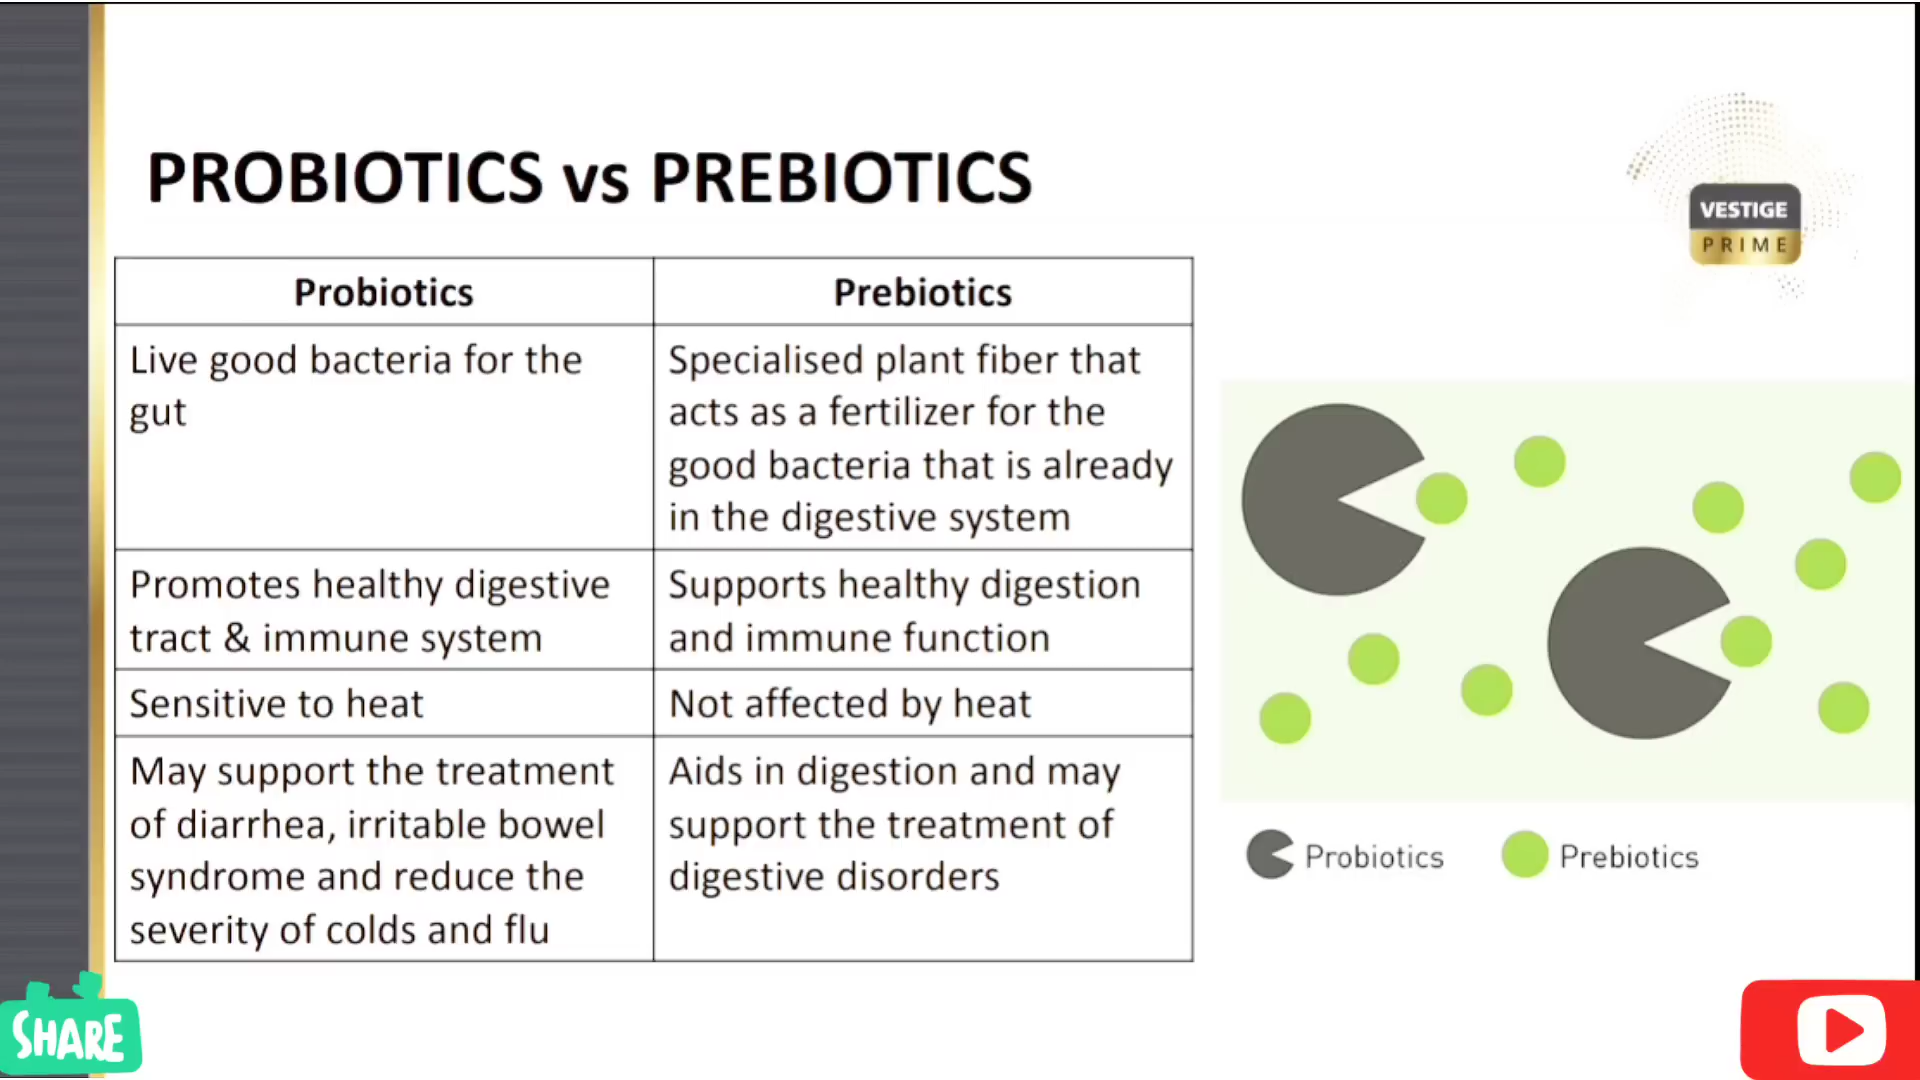 PROBIOTICS vs PREBIOTICS
VESTIGE
PRIME
Probiotics
Prebiotics
Live good bacteria for the
gut
Specialised plant fiber that
acts as a fertilizer for the
good bacteria that is already
in the digestive system
Promotes healthy digestive
tract & immune system
Supports healthy digestion
and immune function
Sensitive to heat
Not affected by heat
May support the treatment
of diarrhea, irritable bowel
syndrome and reduce the
severity of colds and flu
Aids in digestion and may
support the treatment of
digestive disorders
Probiotics
Prebiotics
SHARE